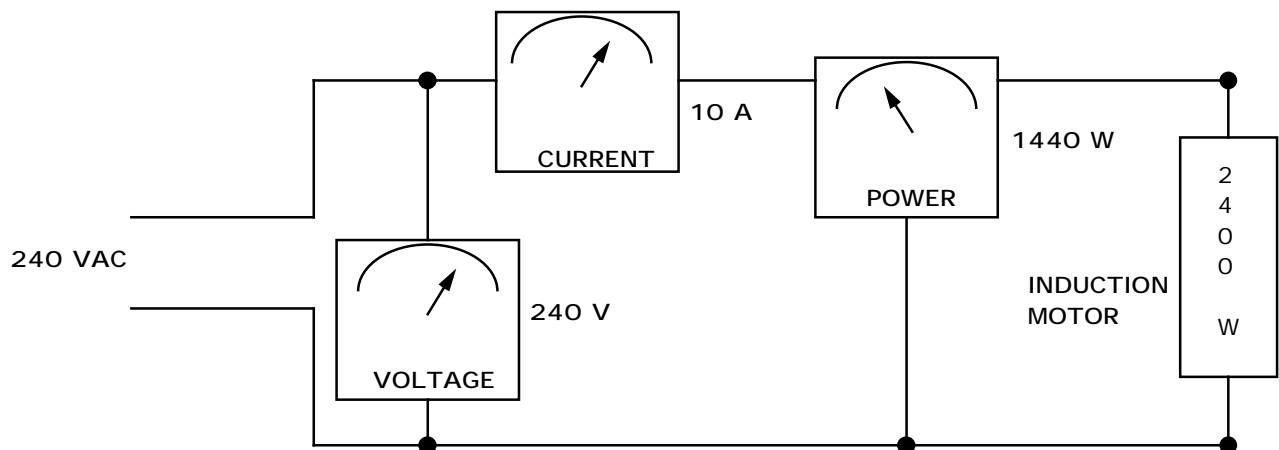 CURRENT
10 A
POWER
1440 W
240 VAC
VOLTAGE
240 V
INDUCTION
MOTOR
2
4
0
0
W